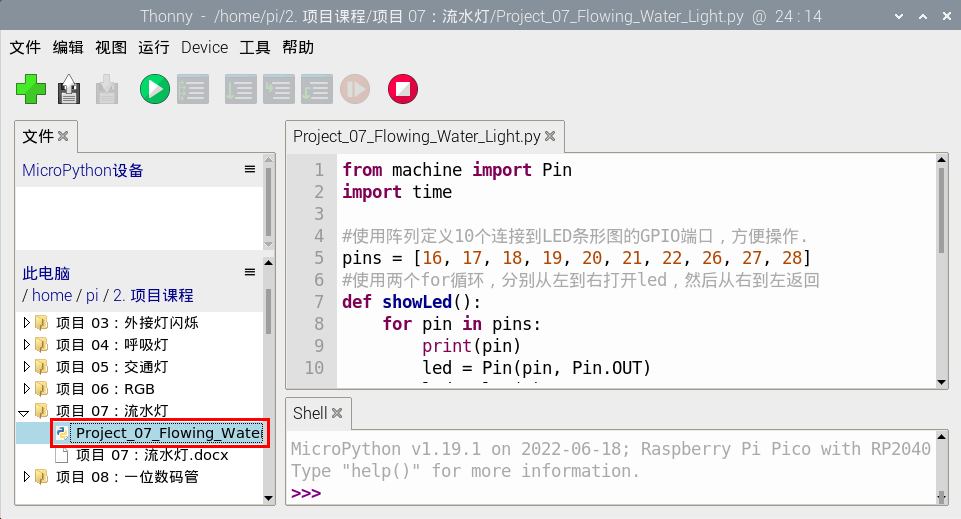 Thonny - /home/pi/2. 项目课程/项目 07：流水灯/Project_07_Flowing_Water_Light.py @ 24 : 14
文件 编辑 视图 运行 Device 工具 帮助
文件
MicroPython设备
此电脑
/ home / pi / 2. 项目课程
项目 03：外接灯闪烁
项目 04：呼吸灯
项目 05：交通灯
项目 06：RGB
项目 07：流水灯
Project_07_Flowing_Water
项目 07：流水灯.docx
项目 08：一位数码管
Project_07_Flowing_Water_Light.py
1 from machine import Pin
2 import time
3
4 #使用阵列定义10个连接到LED条形图的GPIO端口，方便操作.
5 pins = [16, 17, 18, 19, 20, 21, 22, 26, 27, 28]
6 #使用两个for循环，分别从左到右打开led，然后从右到左返回
7 def showLed():
8 for pin in pins:
9 print(pin)
10 led = Pin(pin, Pin.OUT)
Shell
MicroPython v1.19.1 on 2022-06-18; Raspberry Pi Pico with RP2040
Type "help()" for more information.
>>>